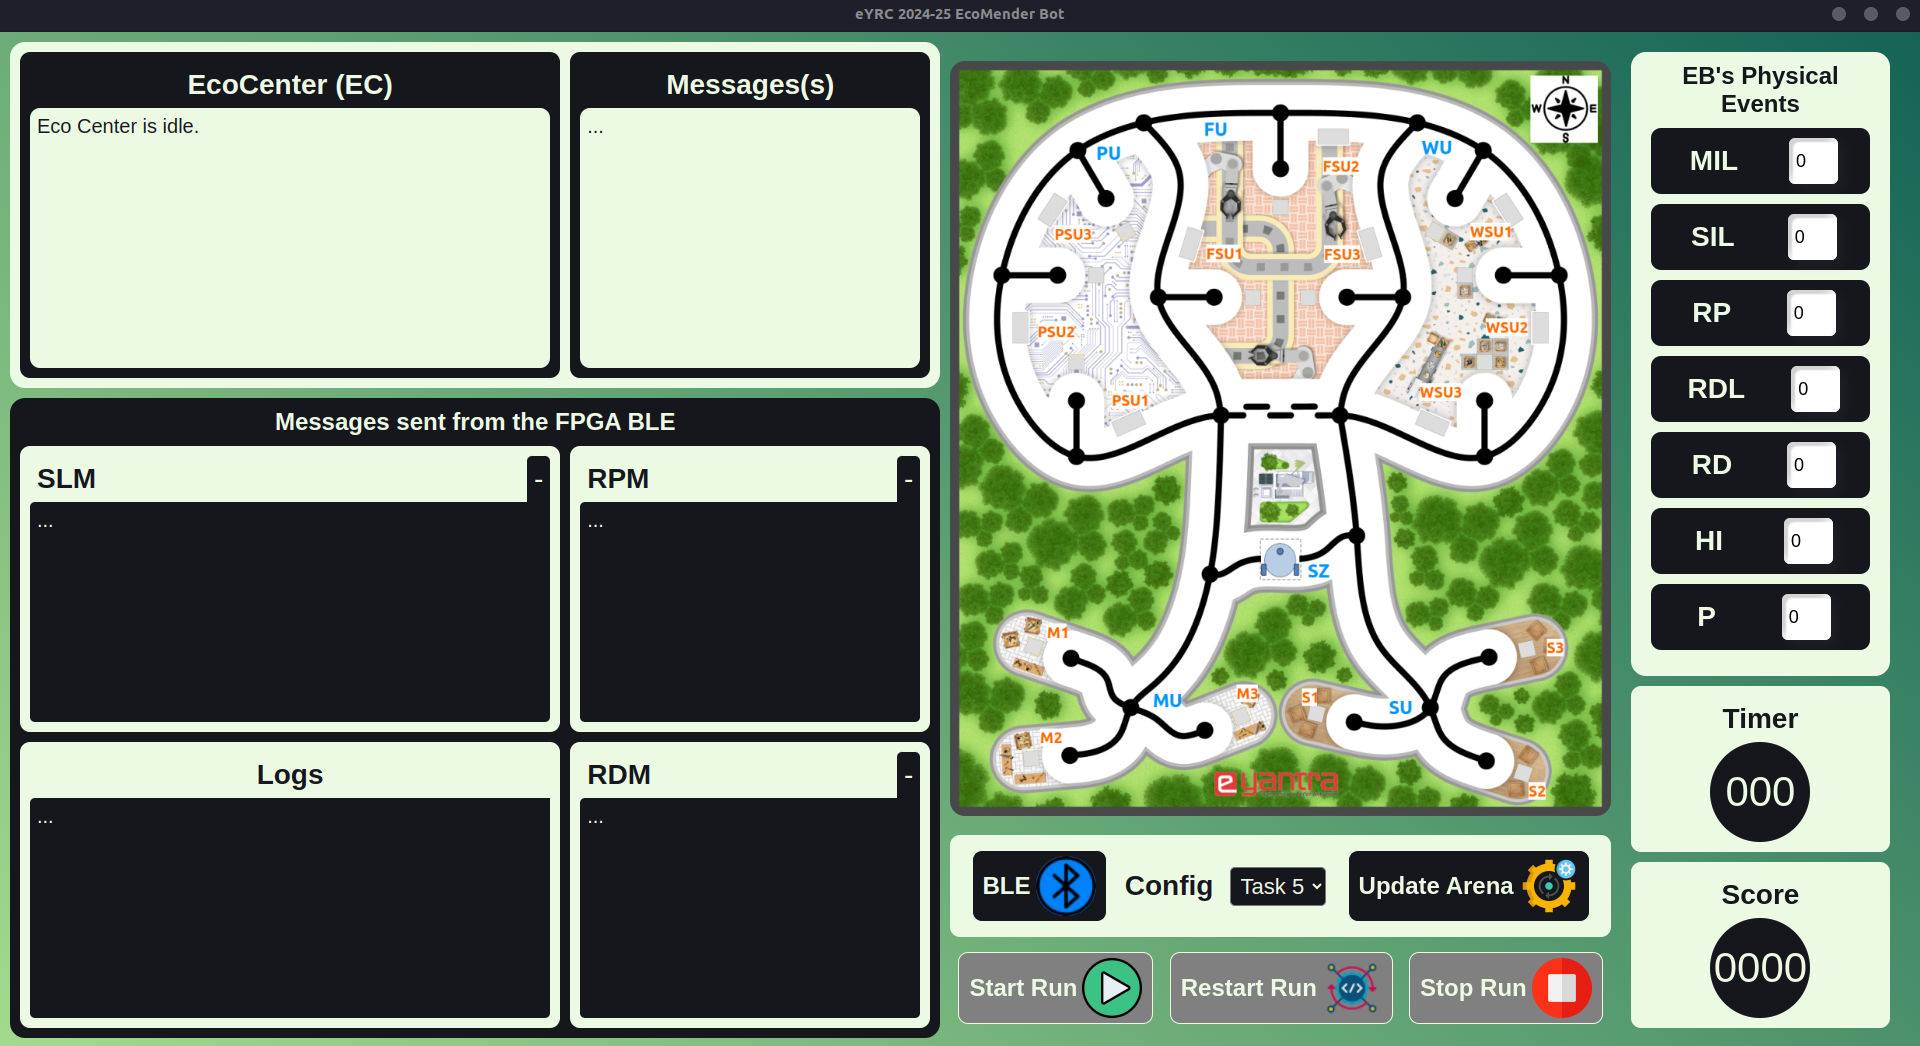 eYRC 2024-25 EcoMender Bot
EcoCenter (EC)
Eco Center is idle.
Messages(s)
...
Messages sent from the FPGA BLE
SLM
-
...
RPM
-
...
Logs
...
RDM
-
...
N
W
E
S
FU
PU
WU
FSU2
PSU3
WSU1
FSU1
FSU3
PSU2
WSU2
PSU1
WSU3
SZ
M1
S3
MU
M3
S1
SU
M2
e yantra
S2
BLE
Config
Task 5
Update Arena
</>
Start Run
Restart Run
Stop Run
EB's Physical
Events
MIL
0
SIL
0
RP
0
RDL
0
RD
0
HI
0
P
0
Timer
000
Score
0000